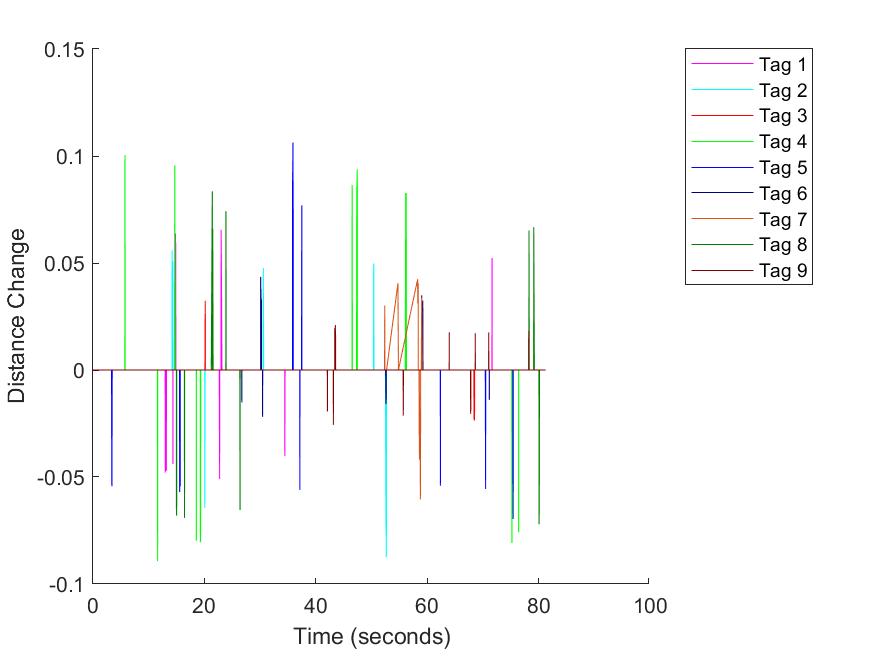 0.15
0.1
0.05
0
-0.05
-0.1
Distance Change
0 20 40 60 80 100
Time (seconds)
Tag 1
Tag 2
Tag 3
Tag 4
Tag 5
Tag 6
Tag 7
Tag 8
Tag 9